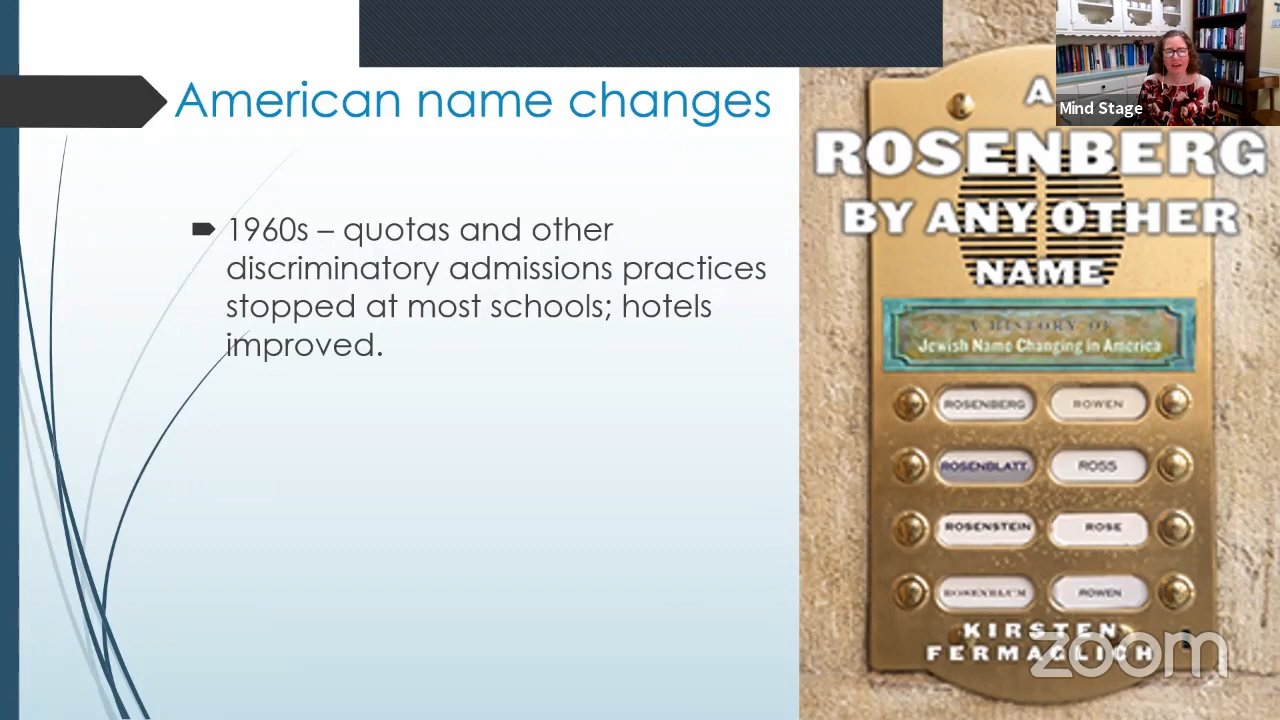 American name changes
1960s – quotas and other
discriminatory admissions practices
stopped at most schools; hotels
improved.
Mind Stage
A
ROSENBERG
BY ANY OTHER
NAME
A HISTORY OF
Jewish Name Changing in America
ROSENBERG
ROWEN
ROSENBLATT
ROSS
ROSENSTEIN
ROSE
ROSENBLUM
ROWEN
KIRSTEN
FERMAGLICH
zoom